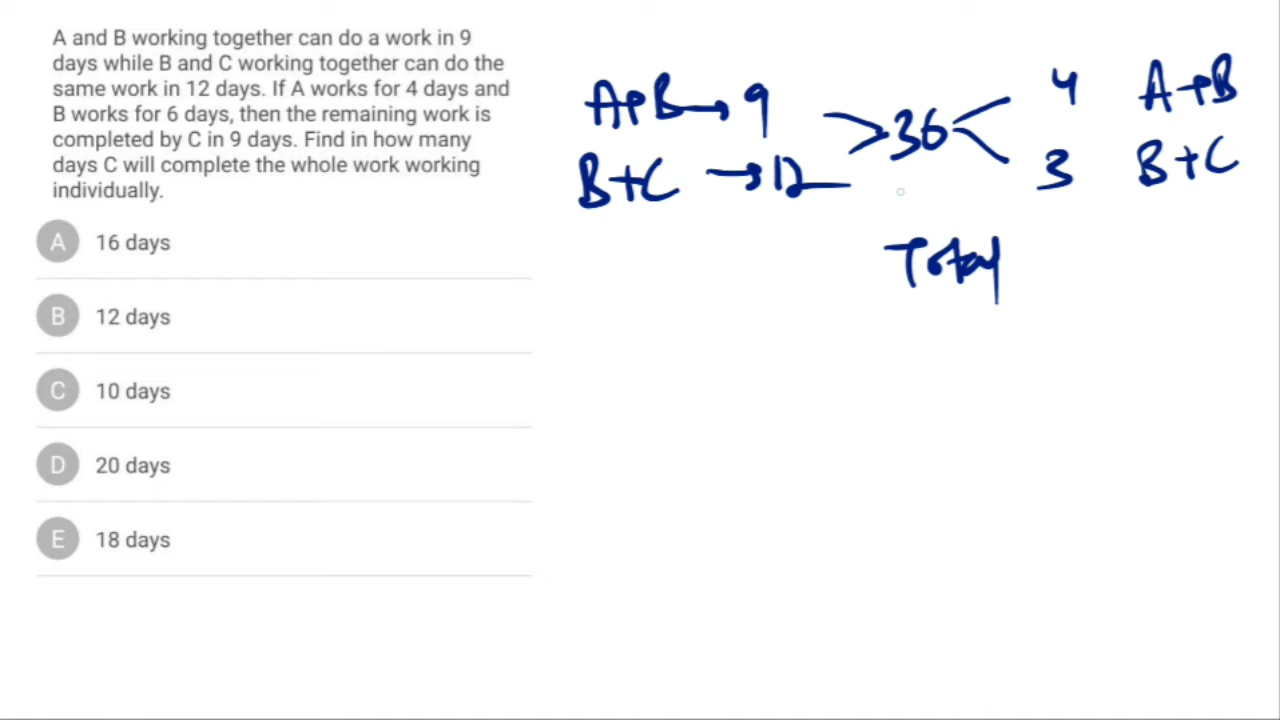 A and B working together can do a work in 9
days while B and C working together can do the
same work in 12 days. If A works for 4 days and
B works for 6 days, then the remaining work is
completed by C in 9 days. Find in how many
days C will complete the whole work working
individually.
A 16 days
B 12 days
C 10 days
D 20 days
E 18 days
A+B → 9 > 36 < 4 A+B
B+C → 12 3 B+C
Total